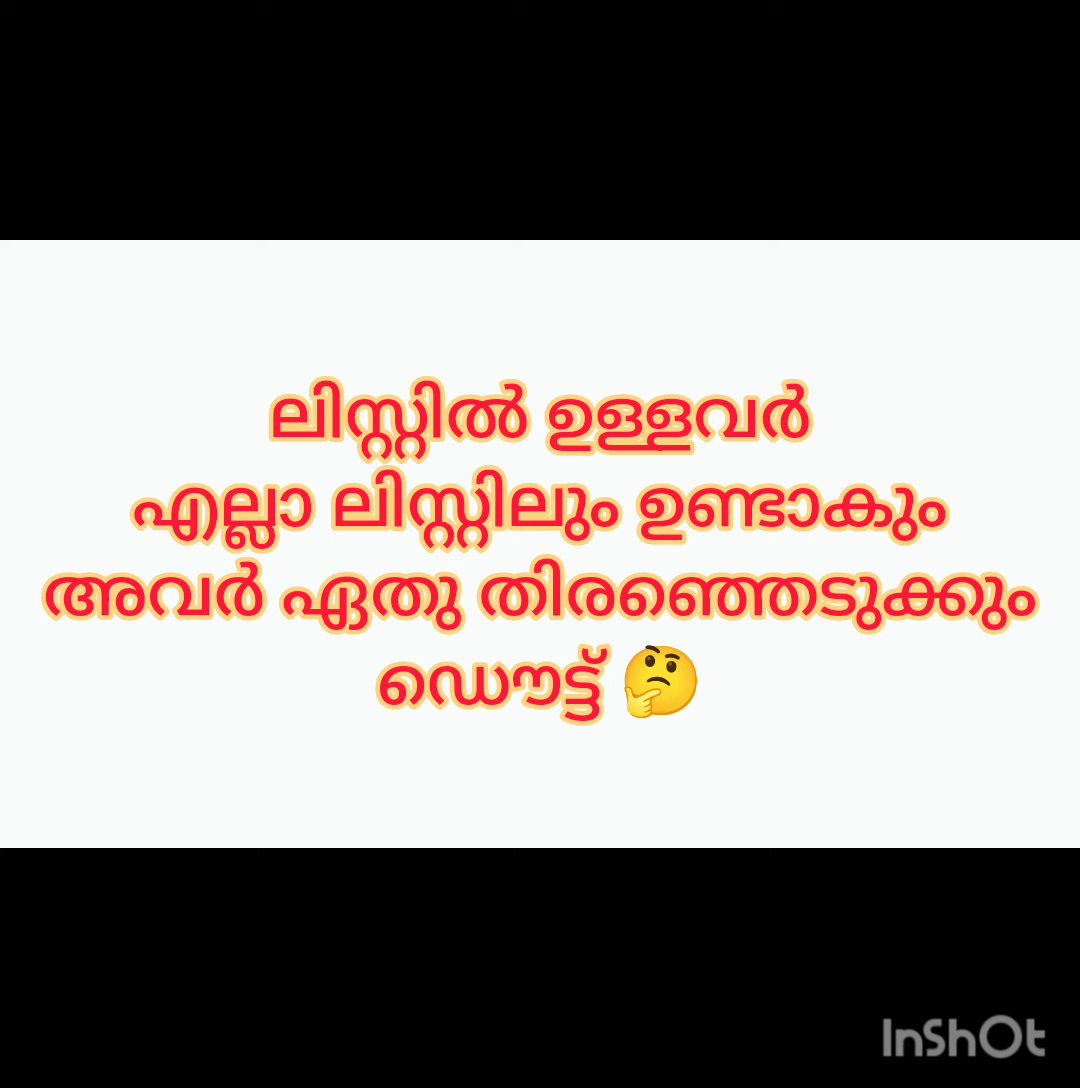 ലിസ്റ്റിൽ ഉള്ളവർ
എല്ലാ ലിസ്റ്റിലും ഉണ്ടാകും
അവർ ഏതു തിരഞ്ഞെടുക്കും
ഡൌട്ട് 🤔
InShOt